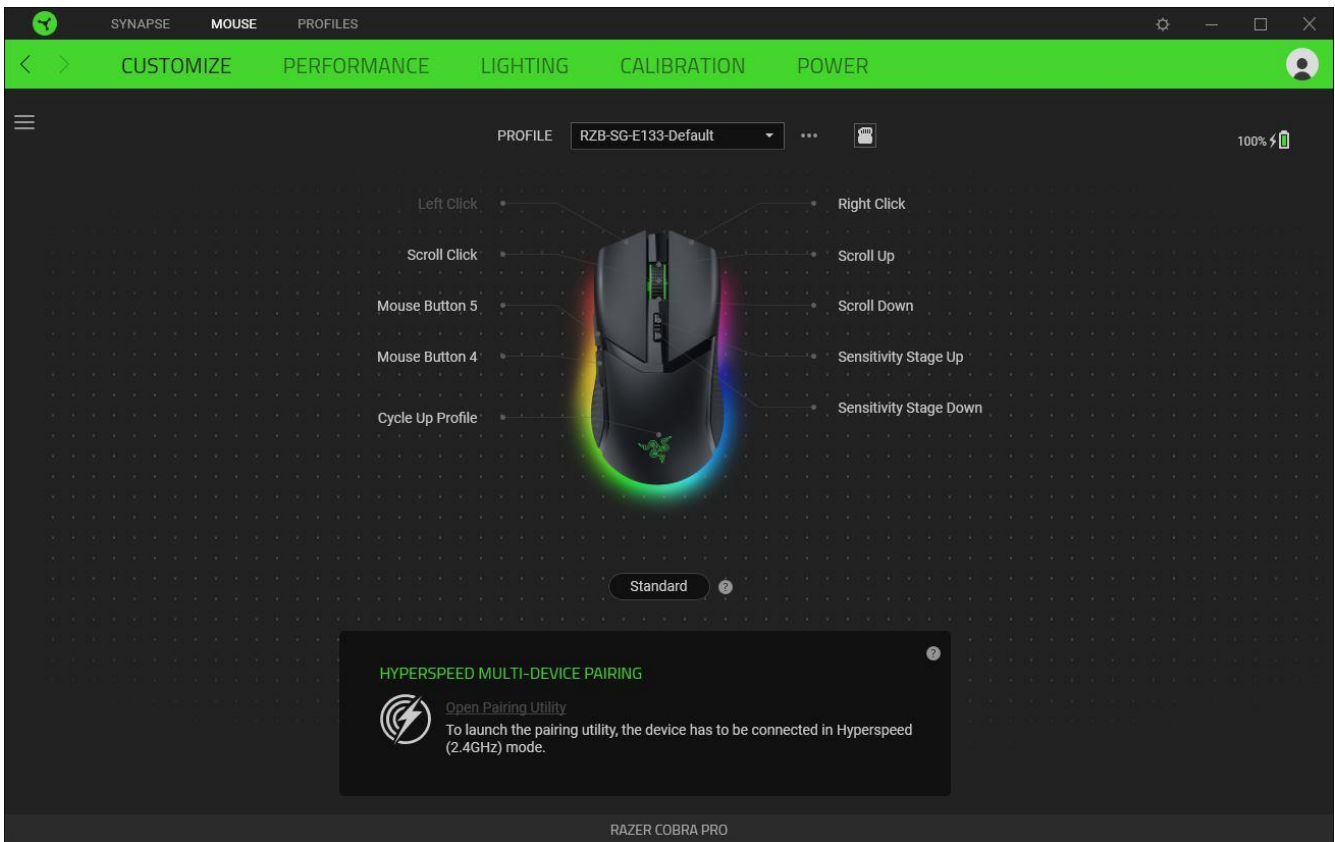 SYNAPSE MOUSE PROFILES
CUSTOMIZE PERFORMANCE LIGHTING CALIBRATION POWER
PROFILE RZB-SG-E133-Default
100%
Left Click
Right Click
Scroll Click
Scroll Up
Mouse Button 5
Scroll Down
Mouse Button 4
Sensitivity Stage Up
Cycle Up Profile
Sensitivity Stage Down
Standard ?
?
HYPERSPEED MULTI-DEVICE PAIRING
Open Pairing Utility
To launch the pairing utility, the device has to be connected in Hyperspeed
(2.4GHz) mode.
RAZER COBRA PRO